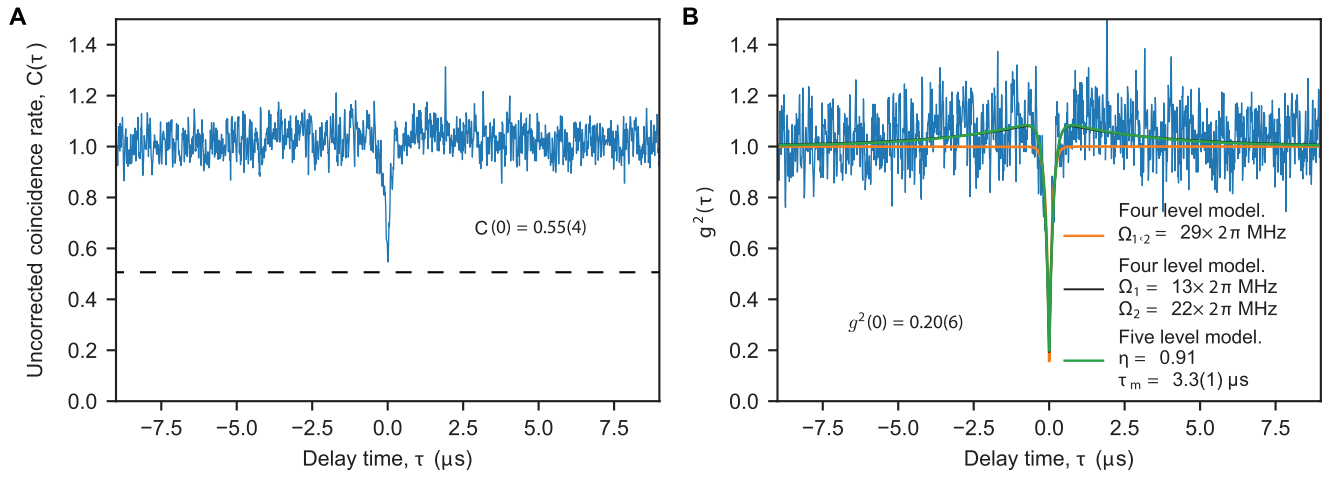 A
Uncorrected coincidence rate, C(τ)
1.4
1.2
1.0
0.8
0.6
0.4
0.2
0.0
C(0) = 0.55(4)
−7.5 −5.0 −2.5 0.0 2.5 5.0 7.5
Delay time, τ (μs)
B
g²(τ)
1.4
1.2
1.0
0.8
0.6
0.4
0.2
0.0
g²(0) = 0.20(6)
Four level model.
Ω₁,₂ = 29× 2π MHz
Four level model.
Ω₁ = 13× 2π MHz
Ω₂ = 22× 2π MHz
Five level model.
η = 0.91
τₘ = 3.3(1) μs
−7.5 −5.0 −2.5 0.0 2.5 5.0 7.5
Delay time, τ (μs)